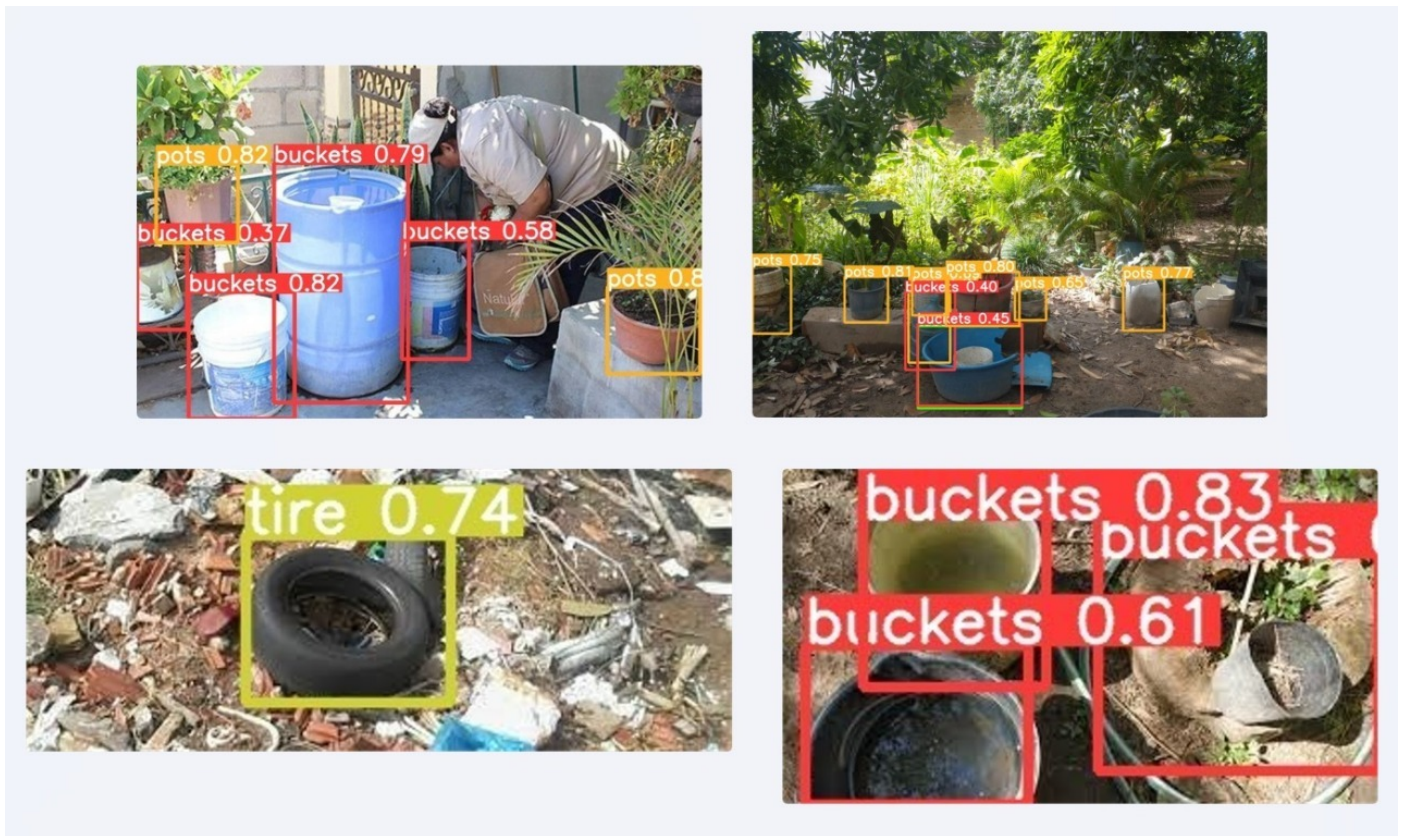 pots 0.82
buckets 0.79
buckets 0.37
buckets 0.58
buckets 0.82
pots 0.8
pots 0.75
pots 0.81
pots
pots 0.80
buckets 0.40
pots 0.65
pots 0.77
buckets 0.45
tire 0.74
buckets 0.83
buckets
buckets 0.61